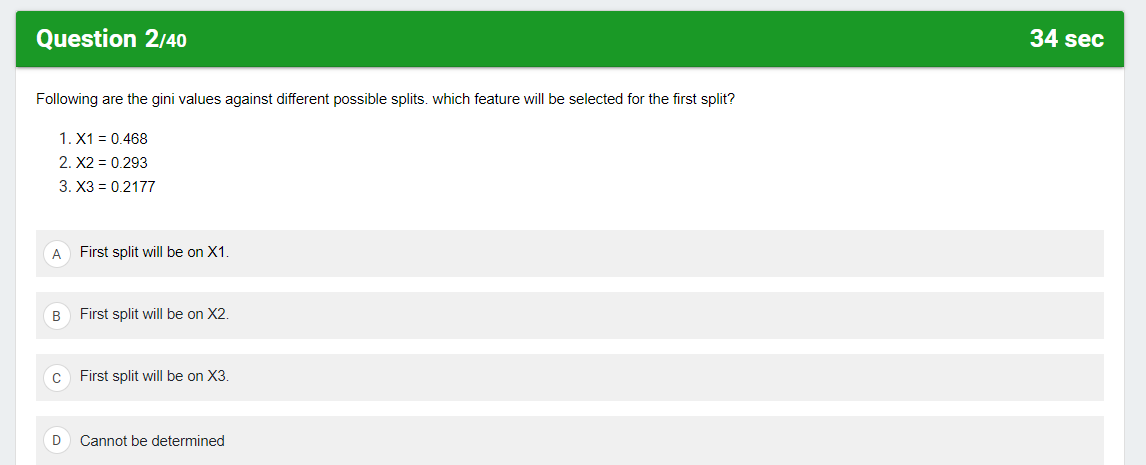 Question 2/40
34 sec
Following are the gini values against different possible splits. which feature will be selected for the first split?
1. X1 = 0.468
2. X2 = 0.293
3. X3 = 0.2177
A First split will be on X1.
B First split will be on X2.
C First split will be on X3.
D Cannot be determined